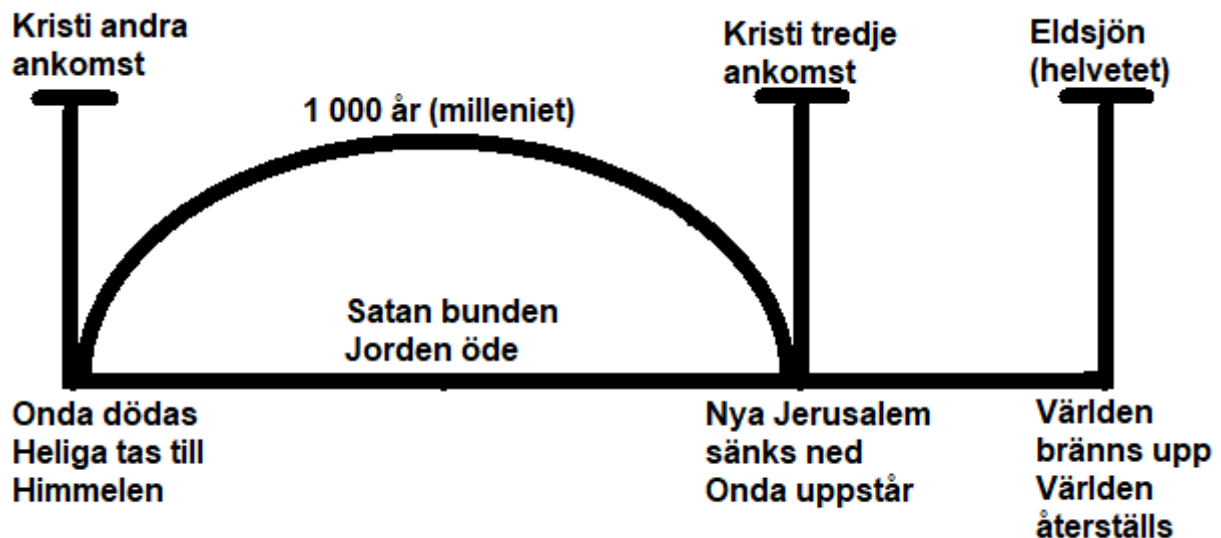 Kristi andra
ankomst
Kristi tredje
ankomst
Eldsjön
(helvetet)
1 000 år (milleniet)
Satan bunden
Jorden öde
Onda dödas
Heliga tas till
Himmelen
Nya Jerusalem
sänks ned
Onda uppstår
Världen
bränns upp
Världen
återställs